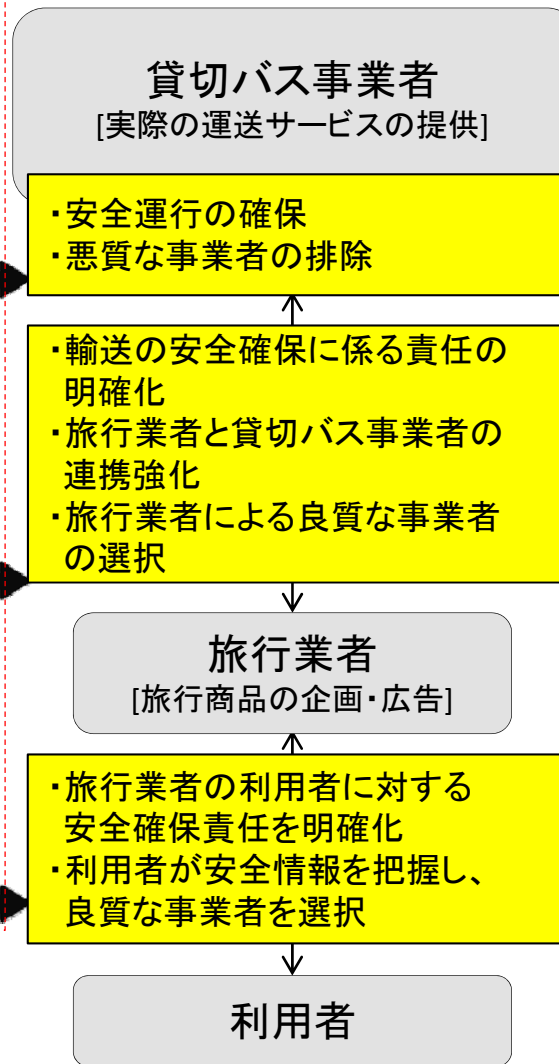 貸切バス事業者
[実際の運送サービスの提供]
・安全運行の確保
・悪質な事業者の排除
・輸送の安全確保に係る責任の
明確化
・旅行業者と貸切バス事業者の
連携強化
・旅行業者による良質な事業者
の選択
旅行業者
[旅行商品の企画・広告]
・旅行業者の利用者に対する
安全確保責任を明確化
・利用者が安全情報を把握し、
良質な事業者を選択
利用者